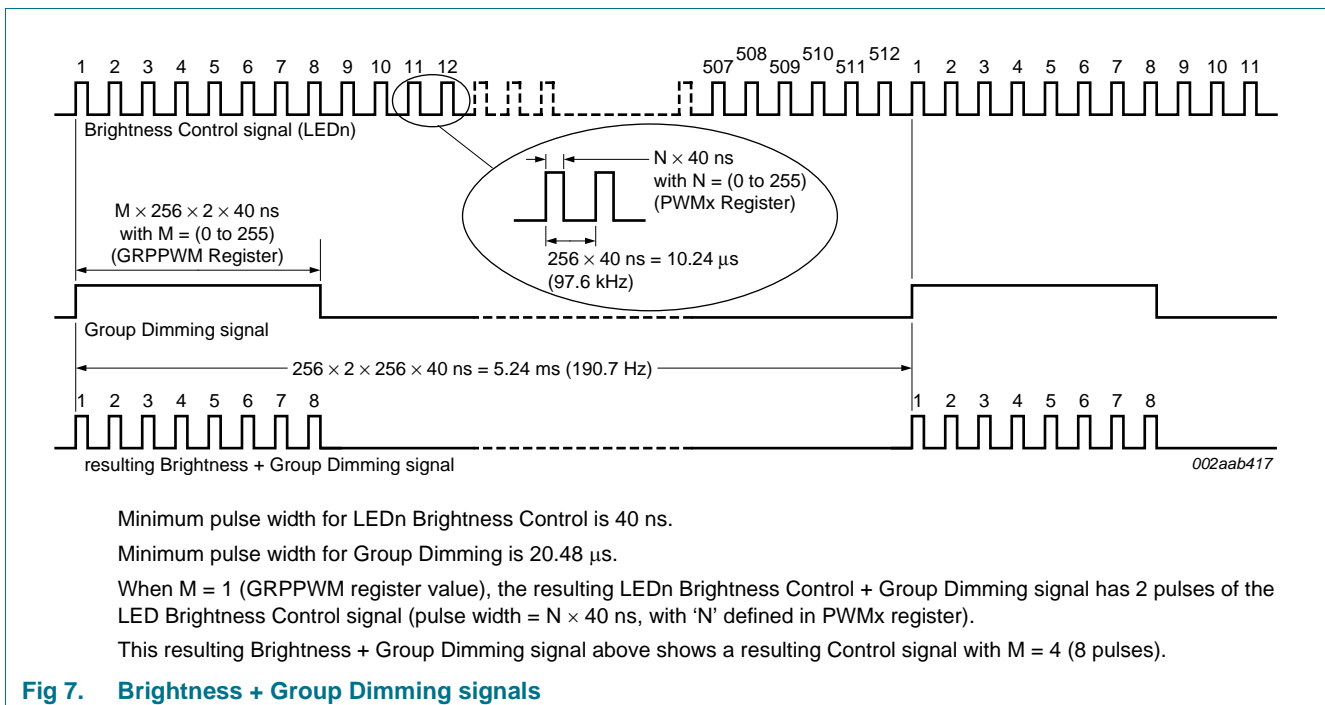 1 2 3 4 5 6 7 8 9 10 11 12 507 508 509 510 511 512 1 2 3 4 5 6 7 8 9 10 11
Brightness Control signal (LEDn)
N × 40 ns
with N = (0 to 255)
(PWMx Register)
256 × 40 ns = 10.24 μs
(97.6 kHz)
M × 256 × 2 × 40 ns
with M = (0 to 255)
(GRPPWM Register)
Group Dimming signal
256 × 2 × 256 × 40 ns = 5.24 ms (190.7 Hz)
1 2 3 4 5 6 7 8 1 2 3 4 5 6 7 8
resulting Brightness + Group Dimming signal
002aab417
Minimum pulse width for LEDn Brightness Control is 40 ns.
Minimum pulse width for Group Dimming is 20.48 μs.
When M = 1 (GRPPWM register value), the resulting LEDn Brightness Control + Group Dimming signal has 2 pulses of the
LED Brightness Control signal (pulse width = N × 40 ns, with ‘N’ defined in PWMx register).
This resulting Brightness + Group Dimming signal above shows a resulting Control signal with M = 4 (8 pulses).
Fig 7. Brightness + Group Dimming signals